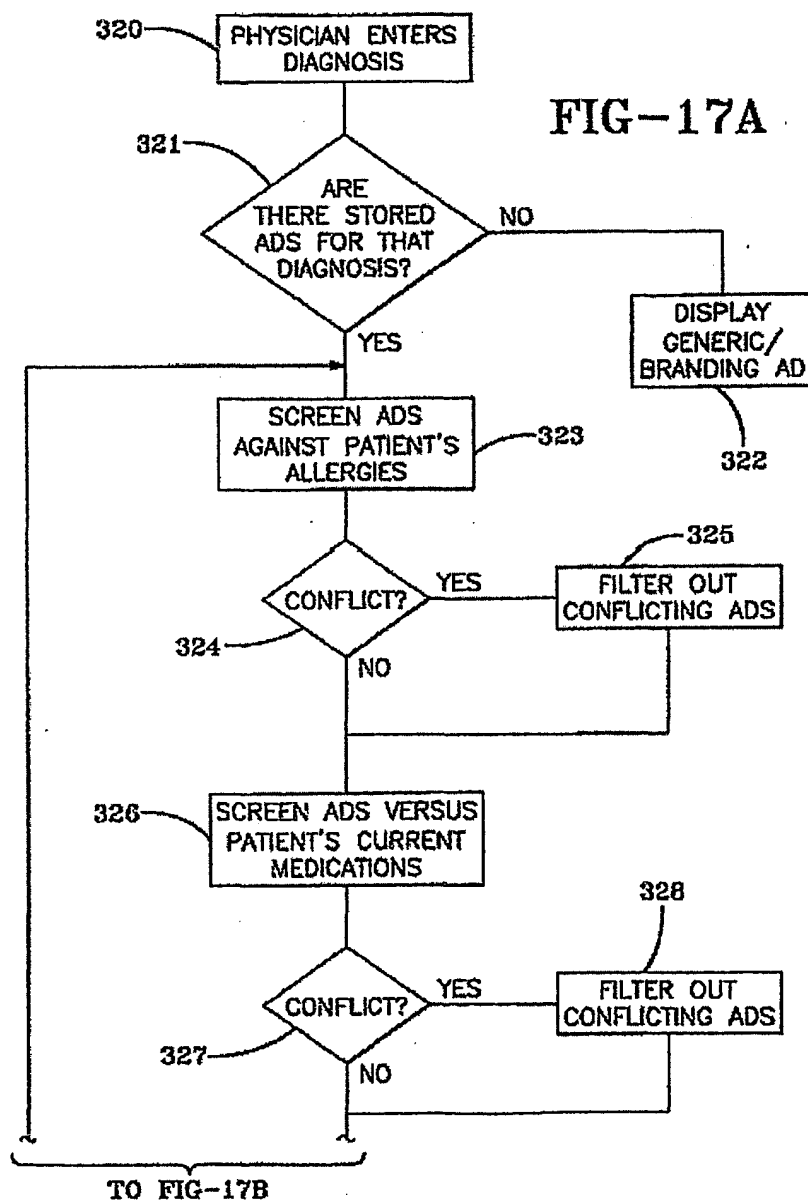 320
PHYSICIAN ENTERS
DIAGNOSIS
FIG-17A
321
ARE
THERE STORED
ADS FOR THAT
DIAGNOSIS?
NO
YES
DISPLAY
GENERIC/
BRANDING AD
322
SCREEN ADS
AGAINST PATIENT'S
ALLERGIES
323
324
CONFLICT?
YES
NO
325
FILTER OUT
CONFLICTING ADS
326
SCREEN ADS VERSUS
PATIENT'S CURRENT
MEDICATIONS
327
CONFLICT?
YES
NO
328
FILTER OUT
CONFLICTING ADS
TO FIG-17B